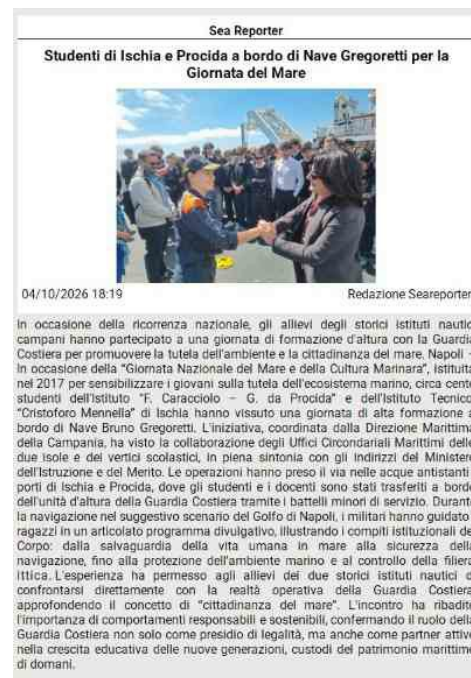 Sea Reporter
Studenti di Ischia e Procida a bordo di Nave Gregoretti per la
Giornata del Mare
04/10/2026 18:19
Redazione Seareporter
In occasione della ricorrenza nazionale, gli allievi degli storici istituti nautic
campani hanno partecipato a una giornata di formazione d'altura con la Guardia
Costiera per promuovere la tutela dell'ambiente e la cittadinanza del mare. Napoli -
In occasione della “Giornata Nazionale del Mare e della Cultura Marinara”, istituita
nel 2017 per sensibilizzare i giovani sulla tutela dell'ecosistema marino, circa cento
studenti dell'Istituto “F. Caracciolo – G. da Procida” e dell'Istituto Tecnico
“Cristoforo Mennella” di Ischia hanno vissuto una giornata di alta formazione a
bordo di Nave Bruno Gregoretti. L'iniziativa, coordinata dalla Direzione Marittima
della Campania, ha visto la collaborazione degli Uffici Circondariali Marittimi delle
due isole e dei vertici scolastici, in piena sintonia con gli indirizzi del Ministero
dell'Istruzione e del Merito. Le operazioni hanno preso il via nelle acque antistanti
porti di Ischia e Procida, dove gli studenti e i docenti sono stati trasferiti a bordo
dell'unità d'altura della Guardia Costiera tramite i battelli minori di servizio. Durante
la navigazione nel suggestivo scenario del Golfo di Napoli, i militari hanno guidato
ragazzi in un articolato programma divulgativo, illustrando i compiti istituzionali del
Corpo: dalla salvaguardia della vita umana in mare alla sicurezza della
navigazione, fino alla protezione dell'ambiente marino e al controllo della filiera
ittica. L'esperienza ha permesso agli allievi dei due storici istituti nautici d
confrontarsi direttamente con la realtà operativa della Guardia Costiera
approfondendo il concetto di “cittadinanza del mare”. L'incontro ha ribadito
l'importanza di comportamenti responsabili e sostenibili, confermando il ruolo della
Guardia Costiera non solo come presidio di legalità, ma anche come partner attivo
nella crescita educativa delle nuove generazioni, custodi del patrimonio marittimo
di domani.